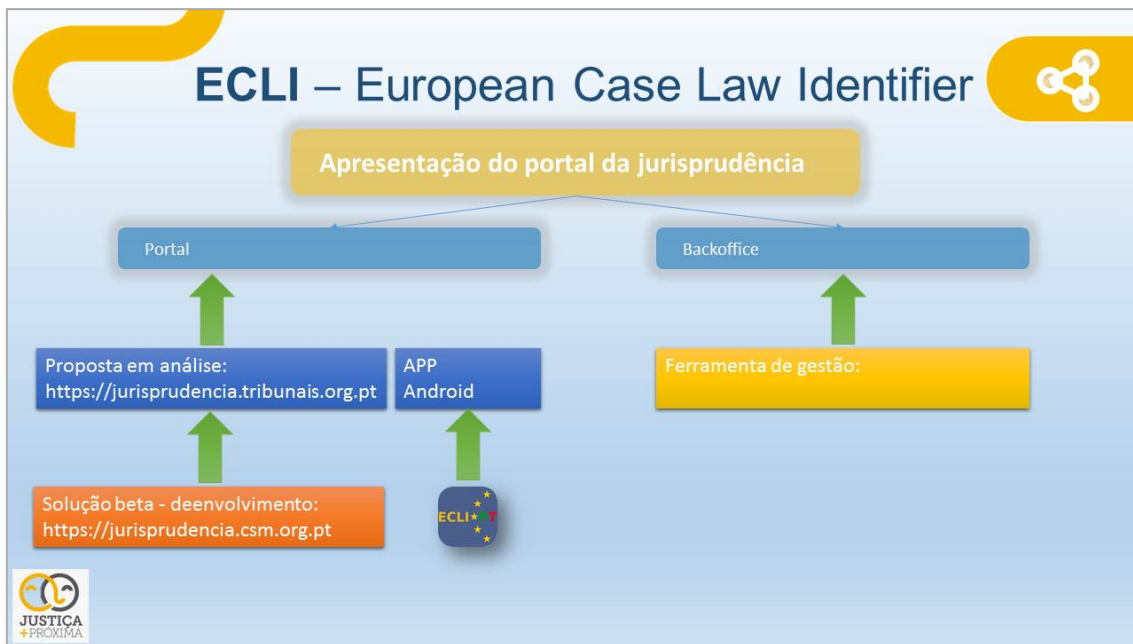 ECLI – European Case Law Identifier
Apresentação do portal da jurisprudência
Portal
Backoffice
Proposta em análise:
https://jurisprudencia.tribunais.org.pt
APP
Android
Ferramenta de gestão:
Solução beta - deenvolvimento:
https://jurisprudencia.csm.org.pt
ECLI★PT
JUSTIÇA
+PRÓXIMA